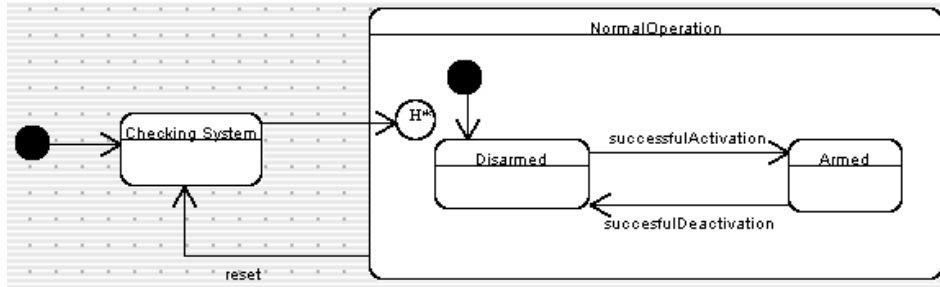 NormalOperation
H*
Checking System
successfulActivation
Disarmed
Armed
succesfulDeactivation
reset